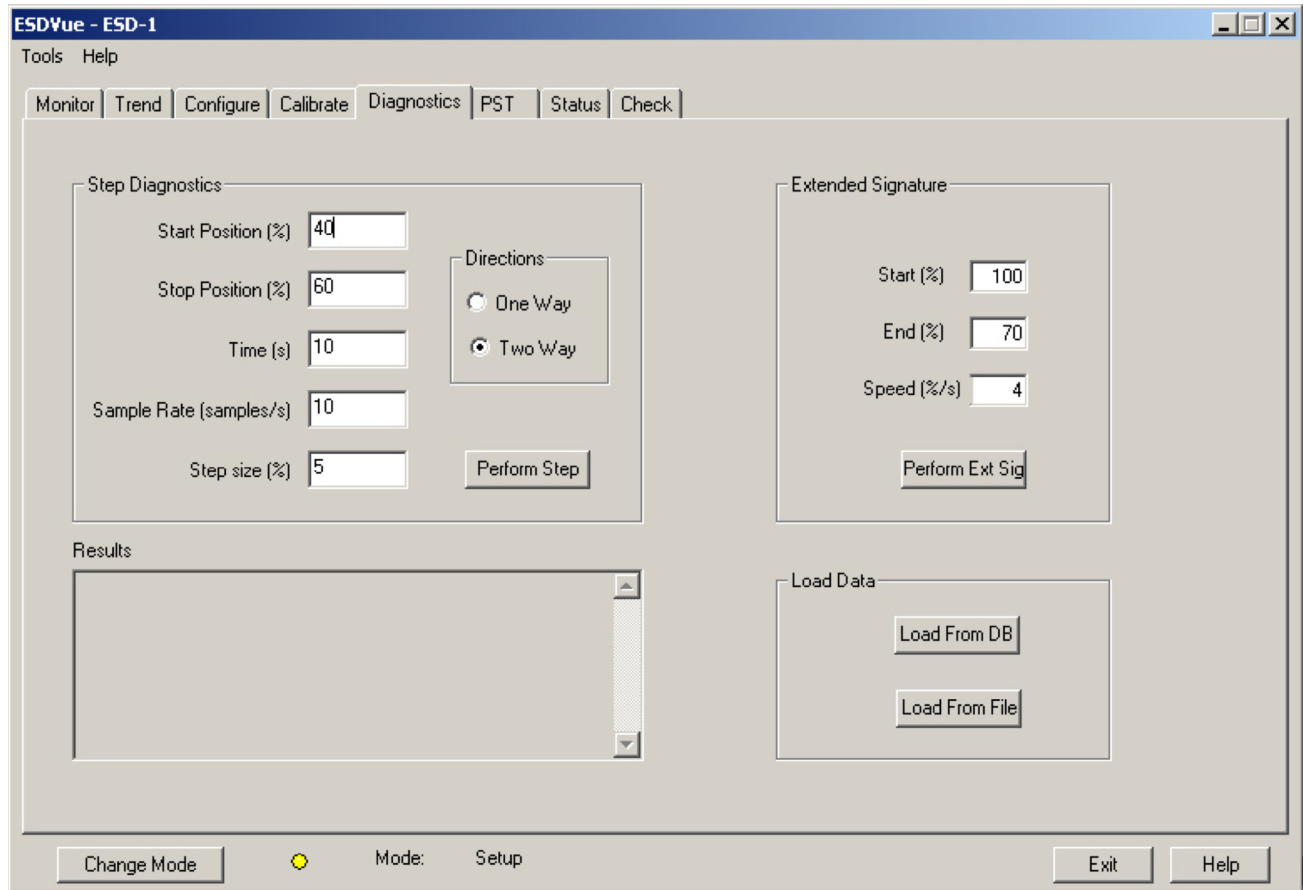 ESDVue - ESD-1
Tools Help
Monitor Trend Configure Calibrate Diagnostics PST Status Check
Step Diagnostics
Start Position (%) 40
Stop Position (%) 60
Time (s) 10
Sample Rate (samples/s) 10
Step size (%) 5
Directions
One Way
Two Way
Perform Step
Extended Signature
Start (%) 100
End (%) 70
Speed (%/s) 4
Perform Ext Sig
Results
Load Data
Load From DB
Load From File
Change Mode Mode: Setup Exit Help